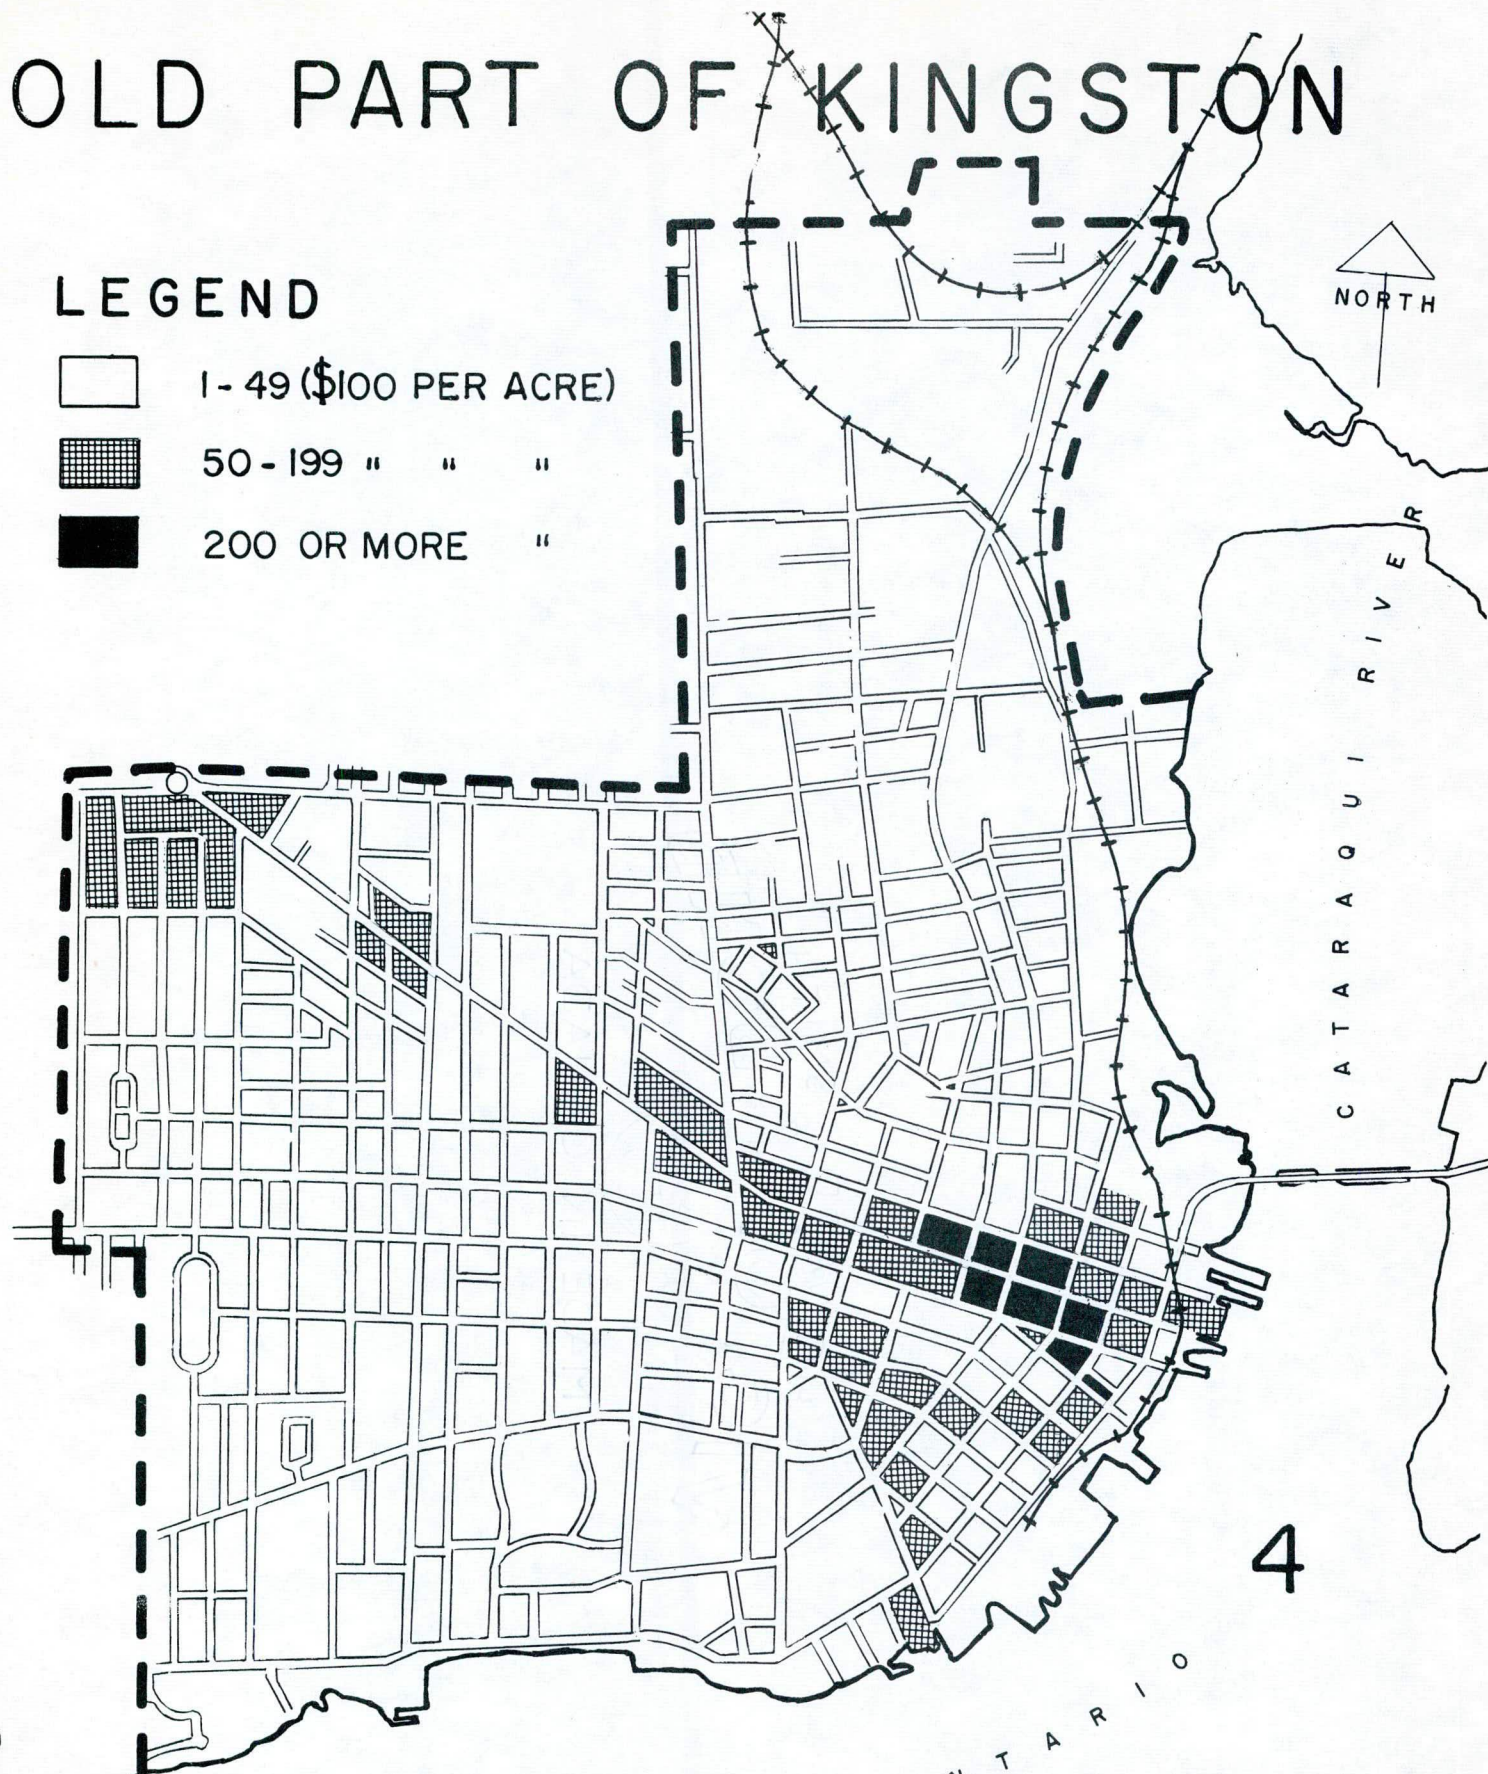 OLD PART OF KINGSTON
LEGEND
1-49 ($100 PER ACRE)
50-199 " " "
200 OR MORE "
NORTH
CATARAQUI RIVER
4
TARIO